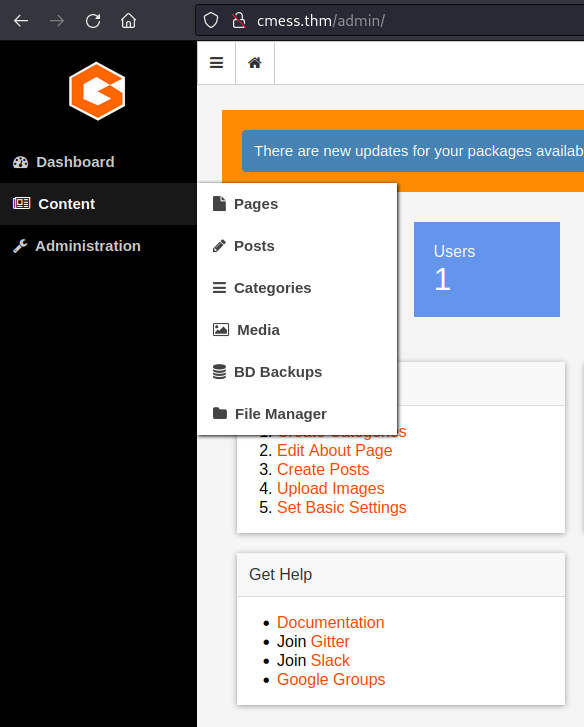 cmess.thm/admin/
Dashboard
Content
Administration
There are new updates for your packages availab
Pages
Posts
Categories
Media
BD Backups
File Manager
Users
1
1. Create Categories
2. Edit About Page
3. Create Posts
4. Upload Images
5. Set Basic Settings
Get Help
• Documentation
• Join Gitter
• Join Slack
• Google Groups